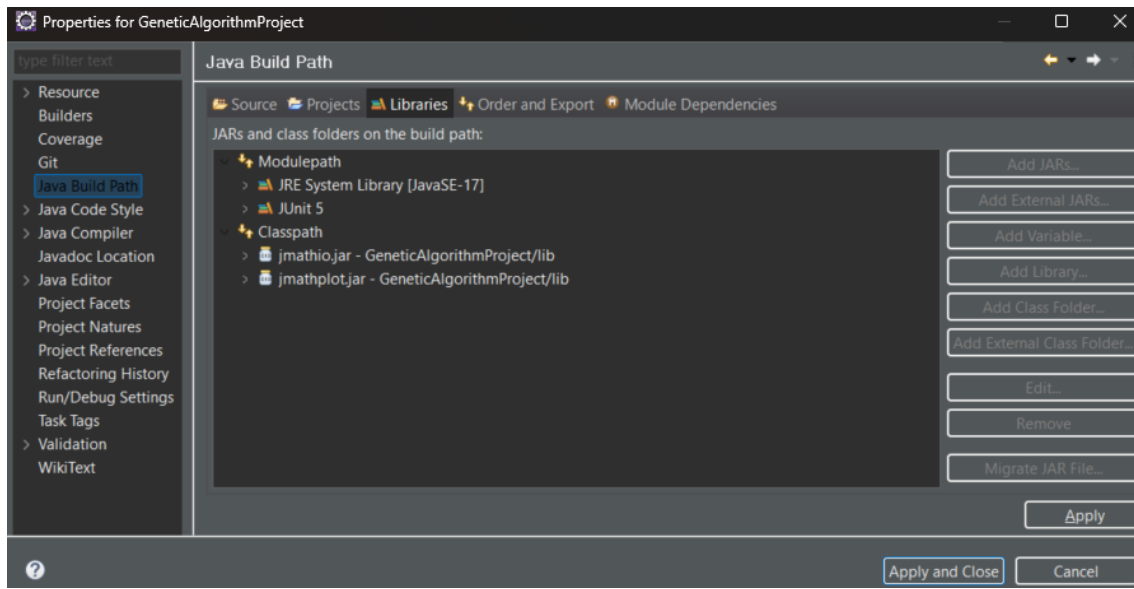 Properties for GeneticAlgorithmProject
type filter text
Resource
Builders
Coverage
Git
Java Build Path
Java Code Style
Java Compiler
Javadoc Location
Java Editor
Project Facets
Project Natures
Project References
Refactoring History
Run/Debug Settings
Task Tags
Validation
WikiText
Java Build Path
Source Projects Libraries Order and Export Module Dependencies
JARs and class folders on the build path:
Modulepath
JRE System Library [JavaSE-17]
JUnit 5
Classpath
jmathio.jar - GeneticAlgorithmProject/lib
jmathplot.jar - GeneticAlgorithmProject/lib
Add JARs...
Add External JARs...
Add Variable...
Add Library...
Add Class Folder...
Add External Class Folder...
Edit...
Remove
Migrate JAR File...
Apply
?
Apply and Close Cancel